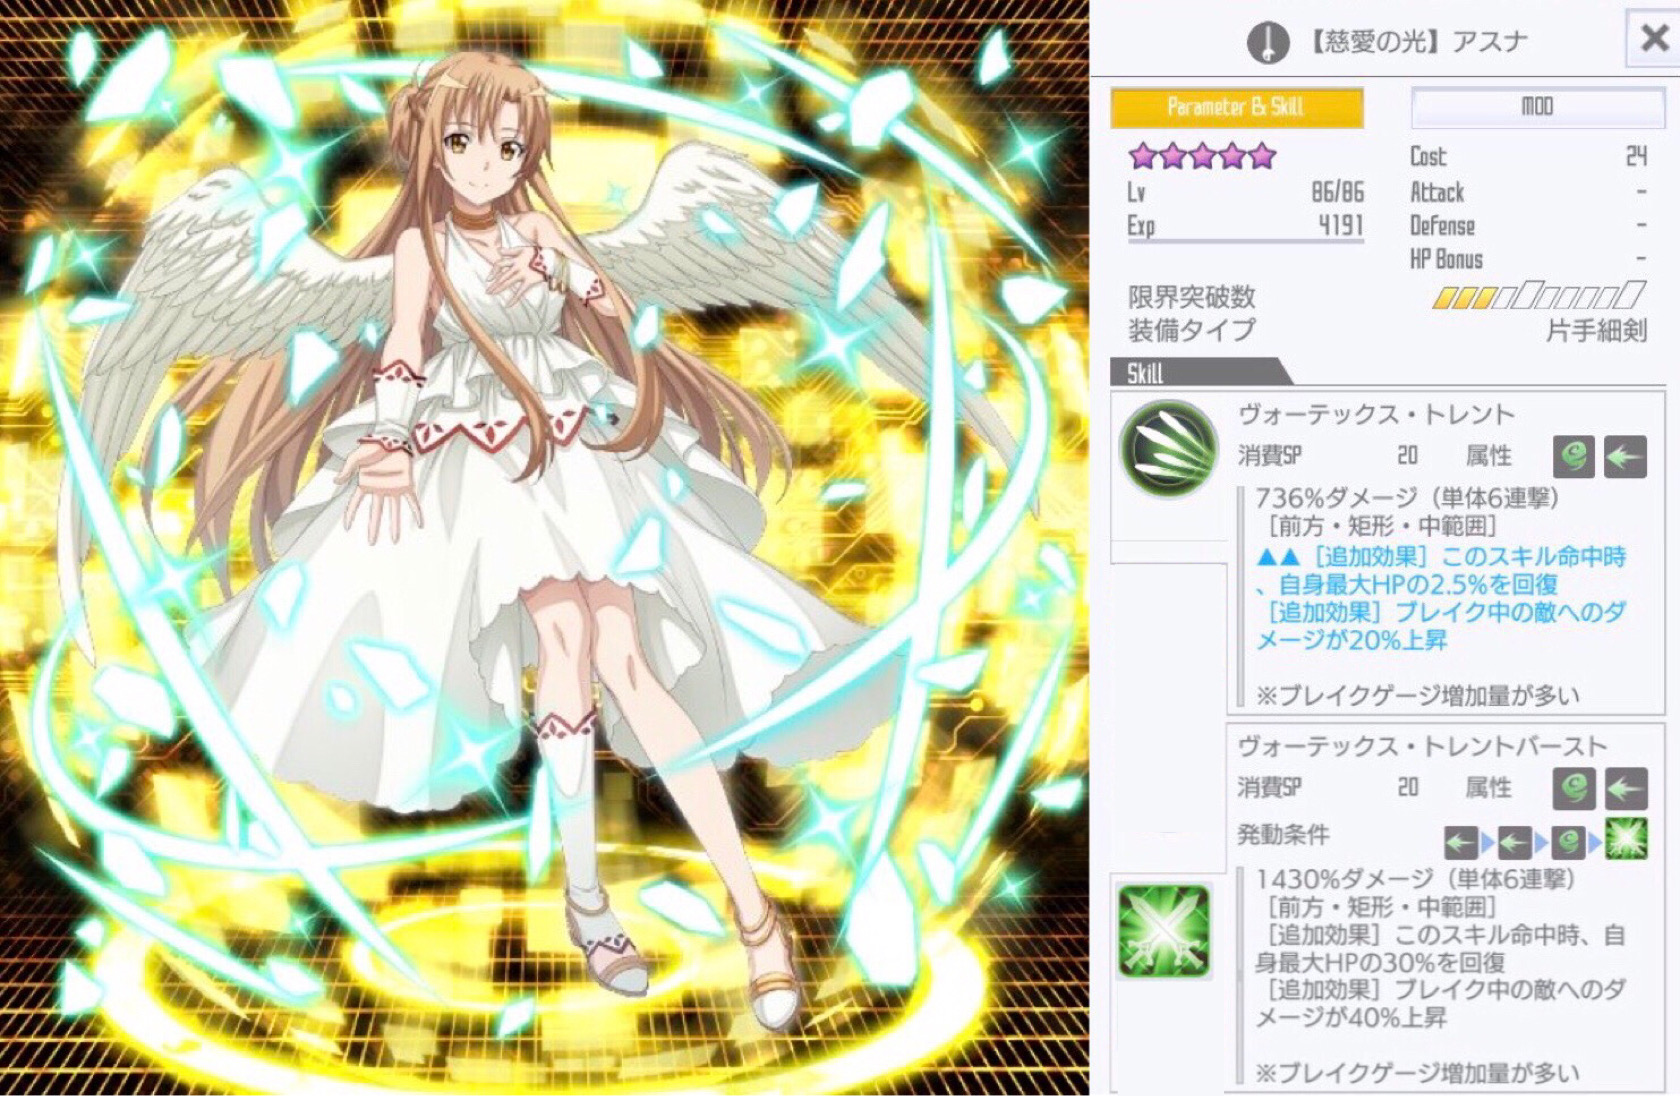 【慈愛の光】アスナ
Parameter & Skill
MOD
Lv 86/86
Exp 4191
Cost 24
Attack -
Defense -
HP Bonus -
限界突破数
装備タイプ 片手細剣
Skill
ヴォーテックス・トレント
消費SP 20 属性
736%ダメージ（単体6連撃）
［前方・矩形・中範囲］
▲▲［追加効果］このスキル命中時
、自身最大HPの2.5%を回復
［追加効果］ブレイク中の敵へのダ
メージが20%上昇
※ブレイクゲージ増加量が多い
ヴォーテックス・トレントバースト
消費SP 20 属性
発動条件
1430%ダメージ（単体6連撃）
［前方・矩形・中範囲］
［追加効果］このスキル命中時、自
身最大HPの30%を回復
［追加効果］ブレイク中の敵へのダ
メージが40%上昇
※ブレイクゲージ増加量が多い